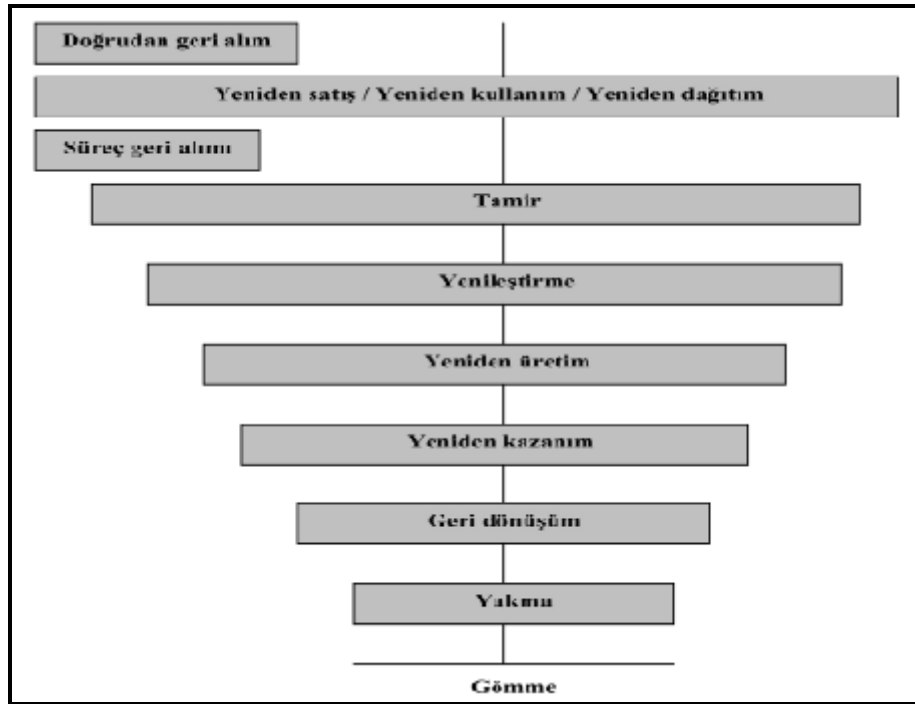 Doğrudan geri alım
Yeniden satış / Yeniden kullanım / Yeniden dağıtım
Süreç geri alımı
Tamir
Yenileştirme
Yeniden üretim
Yeniden kazanım
Geri dönüşüm
Yakma
Gömme